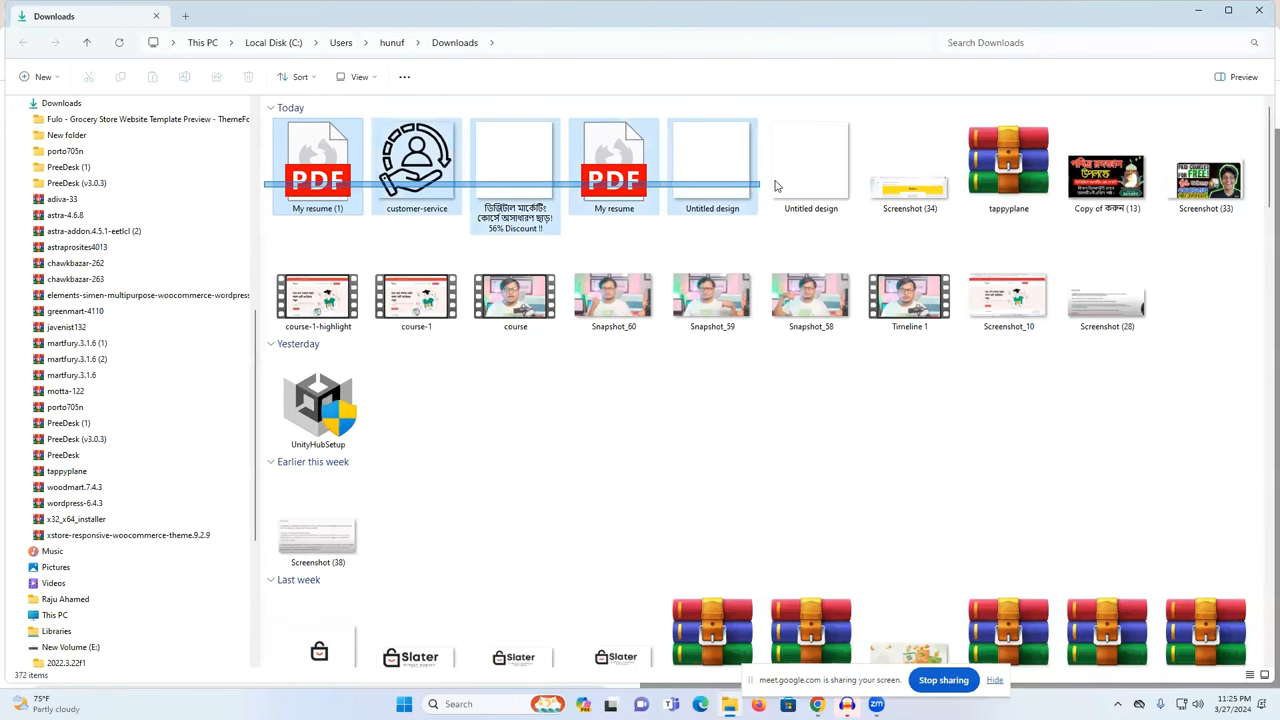 Downloads
This PC > Local Disk (C:) > Users > hunuf > Downloads >
Search Downloads
New
Sort
View
Preview
Downloads
Fulo - Grocery Store Website Template Preview - ThemeFo
New folder
porto705n
PreeDesk (1)
PreeDesk (v3.0.3)
adiva-33
astra-4.6.8
astra-addon.4.5.1-eetlcl (2)
astraprosites4013
chawkbazar-262
chawkbazar-263
elements-simen-multipurpose-woocommerce-wordpress
greenmart-4110
javenist132
martfury.3.1.6 (1)
martfury.3.1.6 (2)
martfury.3.1.6
motta-122
porto705n
PreeDesk (1)
PreeDesk (v3.0.3)
PreeDesk
tappyplane
woodmart.7.4.3
wordpress-6.4.3
x32_x64_installer
xstore-responsive-woocommerce-theme.9.2.9
Music
Pictures
Videos
Raju Ahamed
This PC
Libraries
New Volume (E:)
2022.3.22f1
Today
PDF
PDF
My resume (1)
customer-service
ডিজিটাল মার্কেটিং
কোর্সে অসাধারণ ছাড়!
56% Discount !!
My resume
Untitled design
Untitled design
Screenshot (34)
tappyplane
Copy of করুন (13)
Screenshot (33)
course-1-highlight
course-1
course
Snapshot_60
Snapshot_59
Snapshot_58
Timeline 1
Screenshot_10
Screenshot (28)
Yesterday
UnityHubSetup
Earlier this week
Screenshot (38)
Last week
Slater
Slater
Slater
372 items
meet.google.com is sharing your screen.
Stop sharing
Hide
75°F
Partly cloudy
Search
zm
11:25 PM
3/27/2024